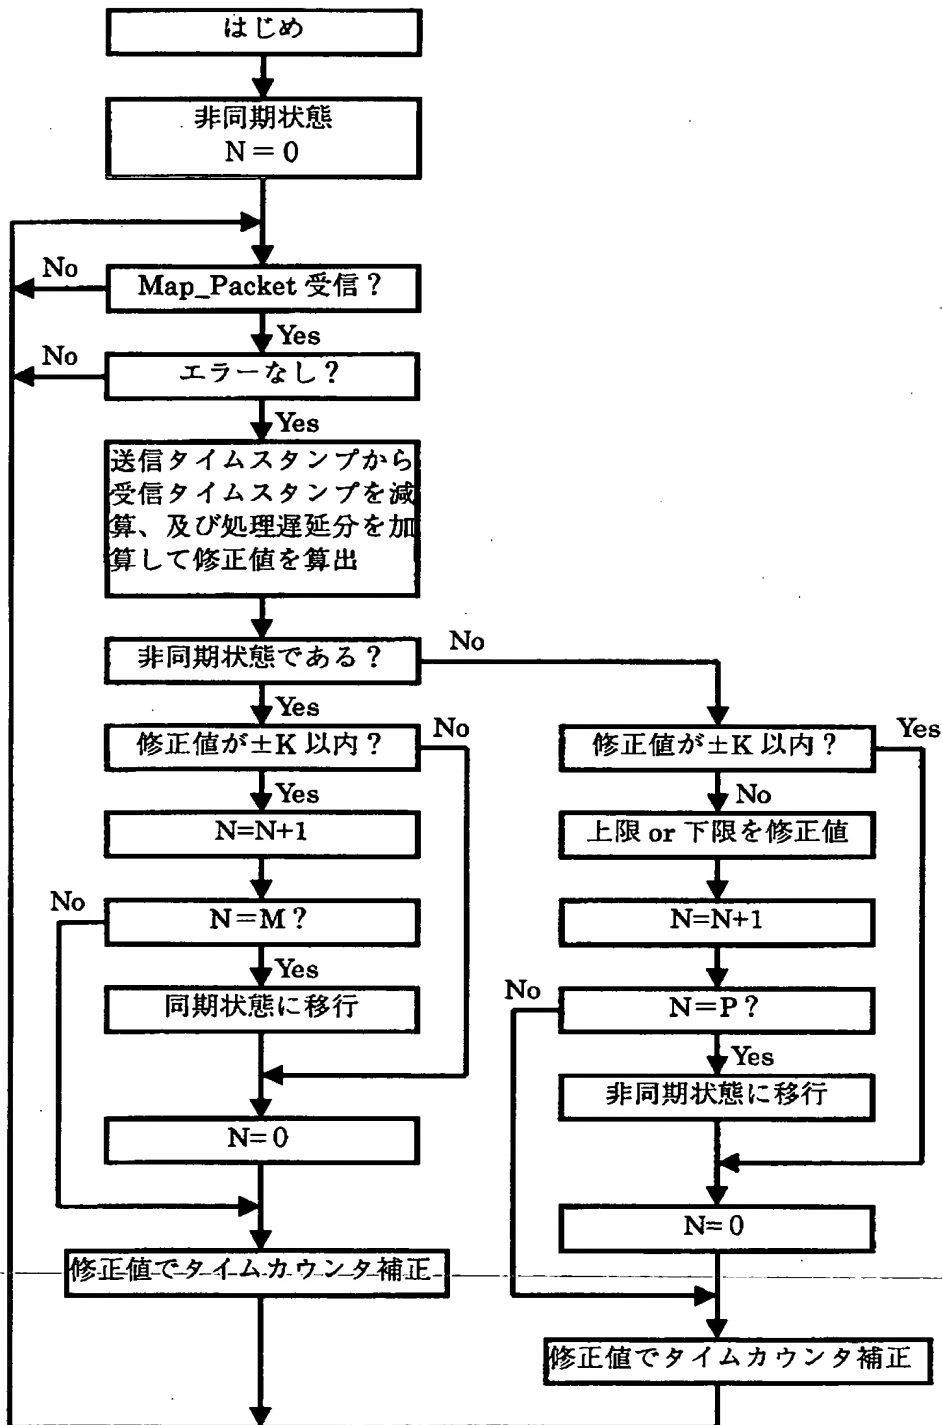 はじめ
非同期状態
N = 0
No
Map_Packet 受信？
Yes
No
エラーなし？
Yes
送信タイムスタンプから
受信タイムスタンプを減
算、及び処理遅延分を加
算して修正値を算出
非同期状態である？
No
Yes
修正値が±K 以内？
No
Yes
N=N+1
No
N=M？
Yes
同期状態に移行
N=0
修正値でタイムカウンタ補正
修正値が±K 以内？
Yes
No
上限 or 下限を修正値
N=N+1
No
N=P？
Yes
非同期状態に移行
N=0
修正値でタイムカウンタ補正